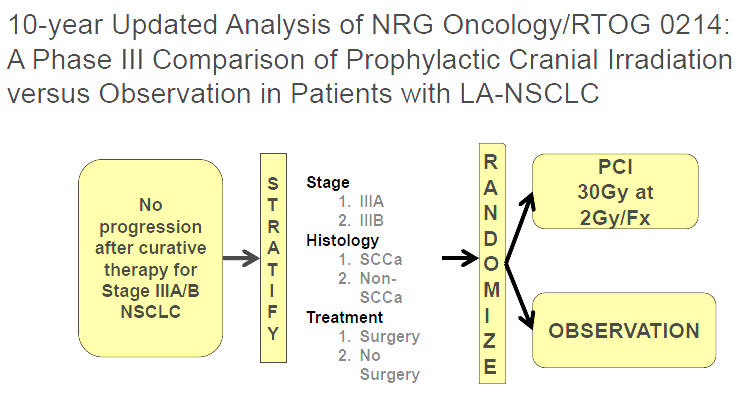 10-year Updated Analysis of NRG Oncology/RTOG 0214:
A Phase III Comparison of Prophylactic Cranial Irradiation
versus Observation in Patients with LA-NSCLC
No
progression
after curative
therapy for
Stage IIIA/B
NSCLC
STRATIFY
Stage
1. IIIA
2. IIIB
Histology
1. SCCa
2. Non-
SCCa
Treatment
1. Surgery
2. No
Surgery
RANDOMIZE
PCI
30Gy at
2Gy/Fx
OBSERVATION